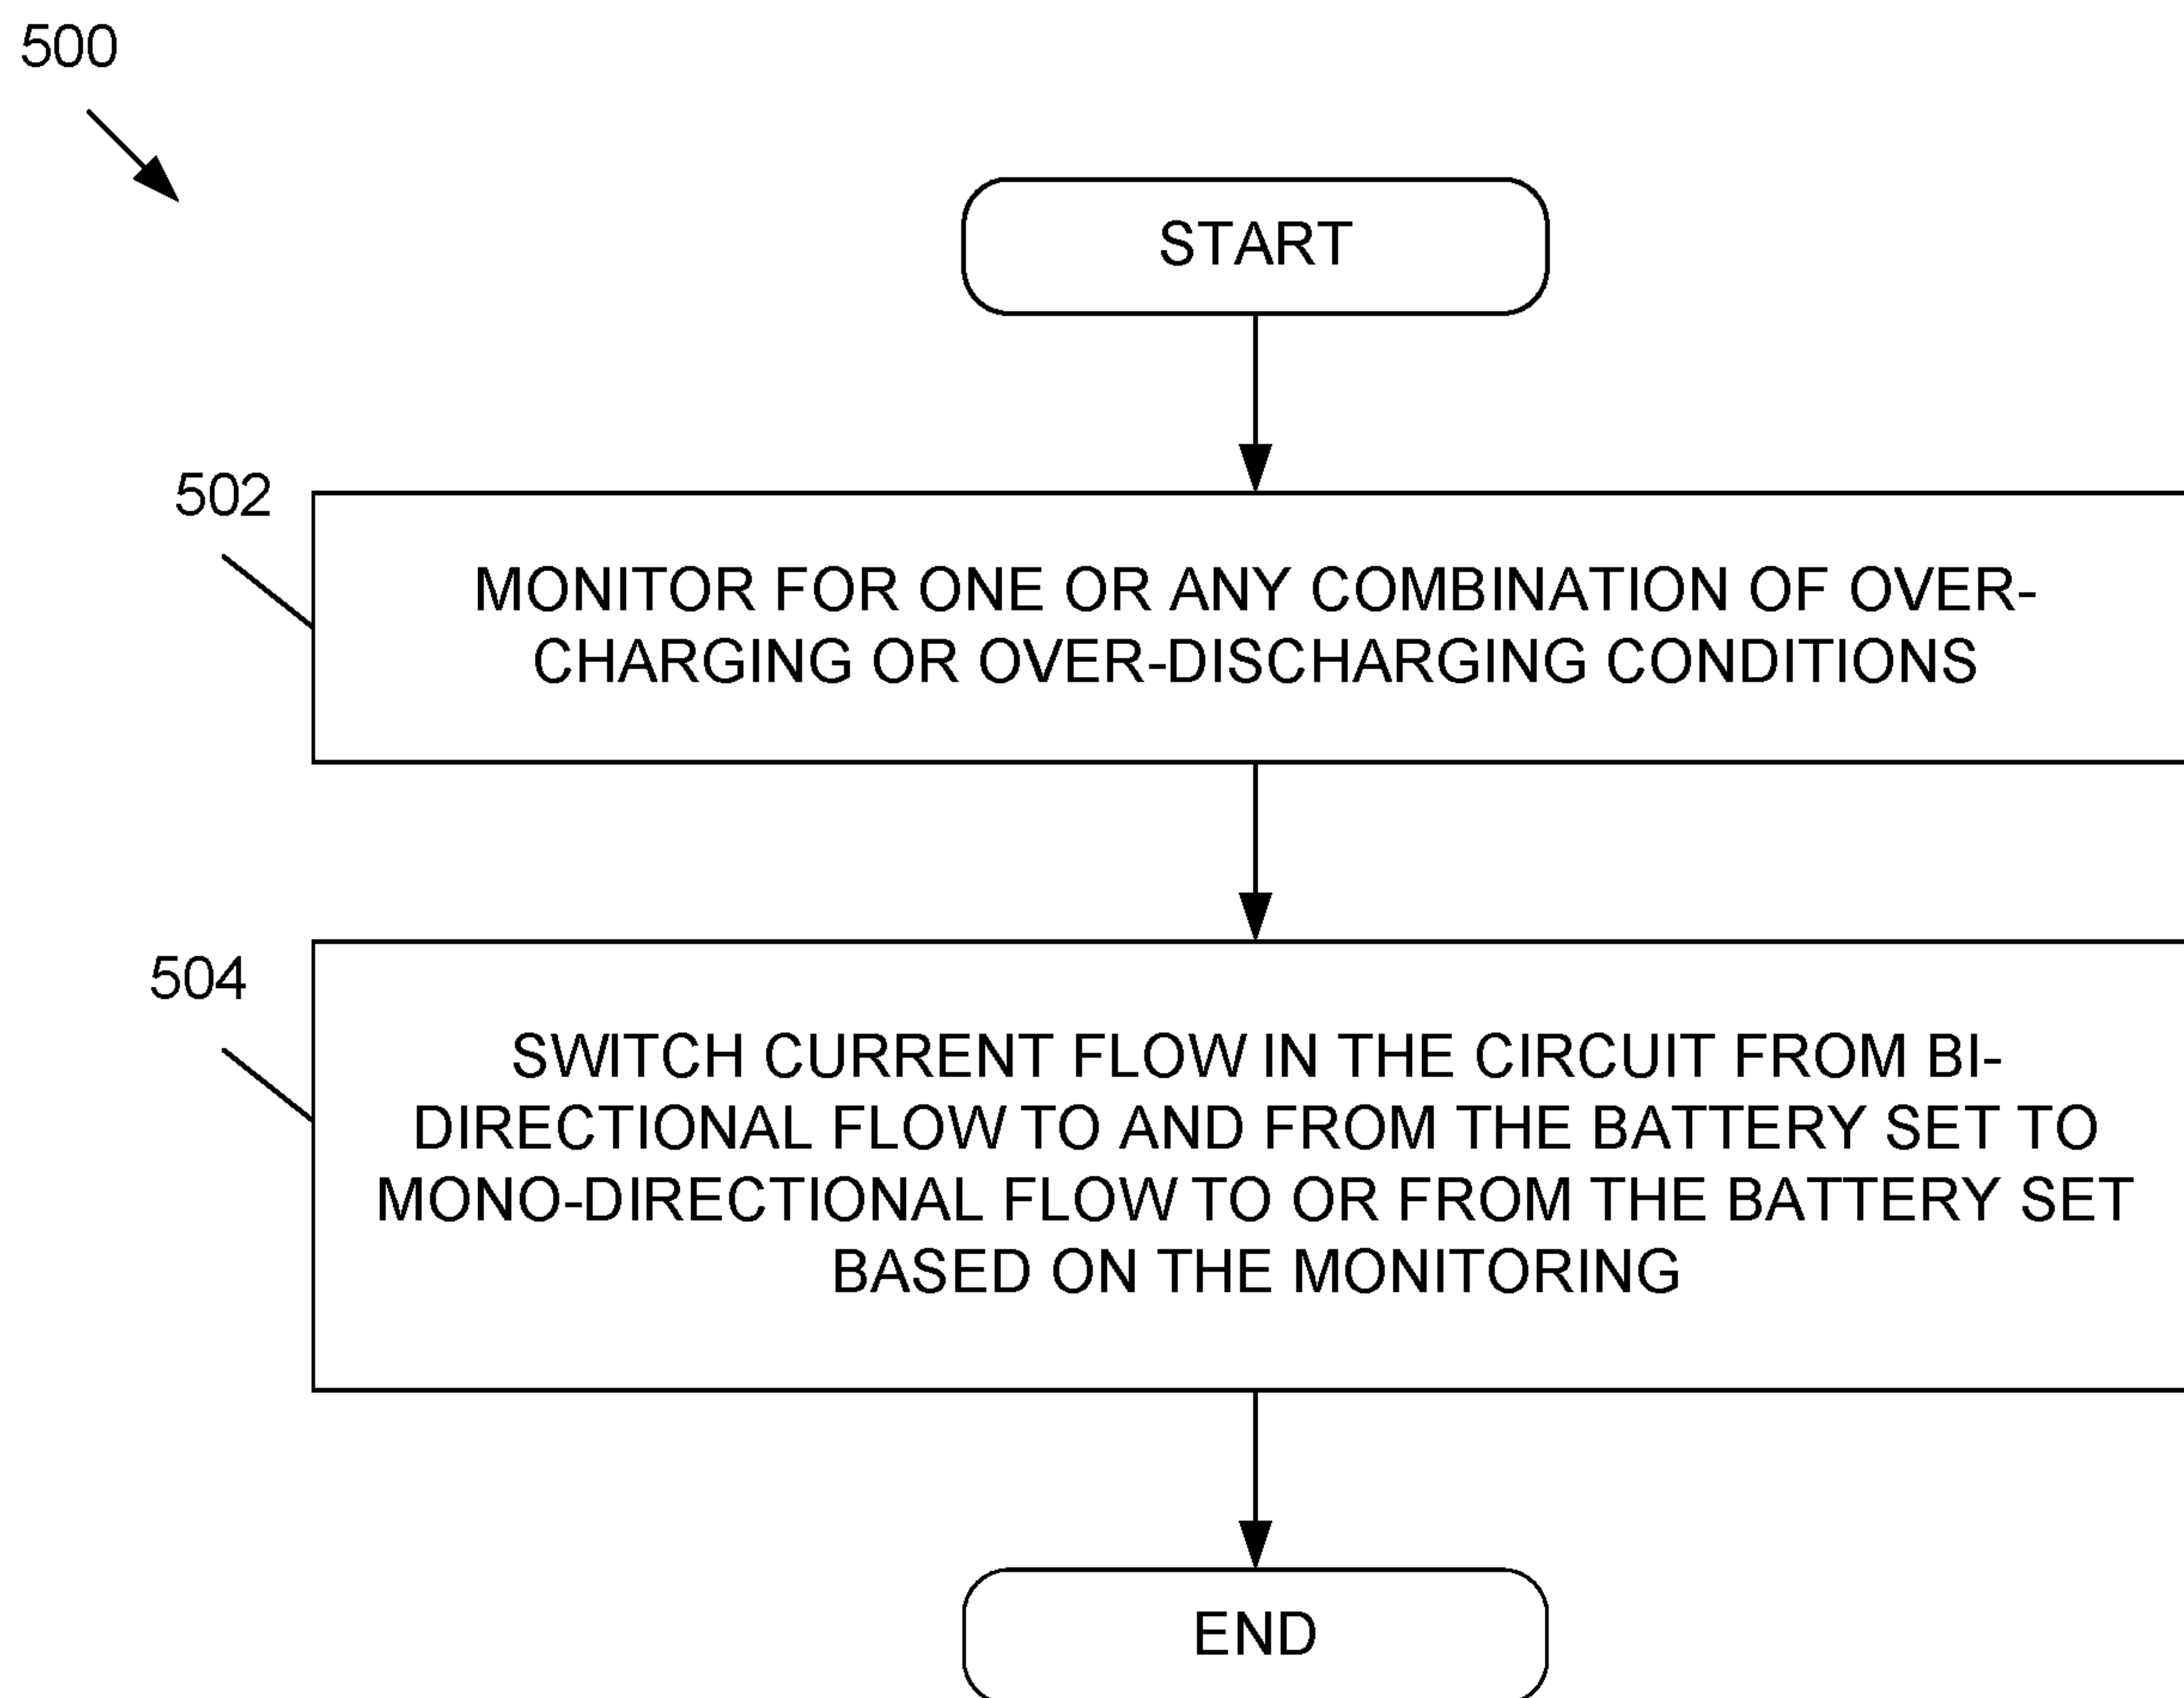 500
START
502
MONITOR FOR ONE OR ANY COMBINATION OF OVER-
CHARGING OR OVER-DISCHARGING CONDITIONS
504
SWITCH CURRENT FLOW IN THE CIRCUIT FROM BI-
DIRECTIONAL FLOW TO AND FROM THE BATTERY SET TO
MONO-DIRECTIONAL FLOW TO OR FROM THE BATTERY SET
BASED ON THE MONITORING
END